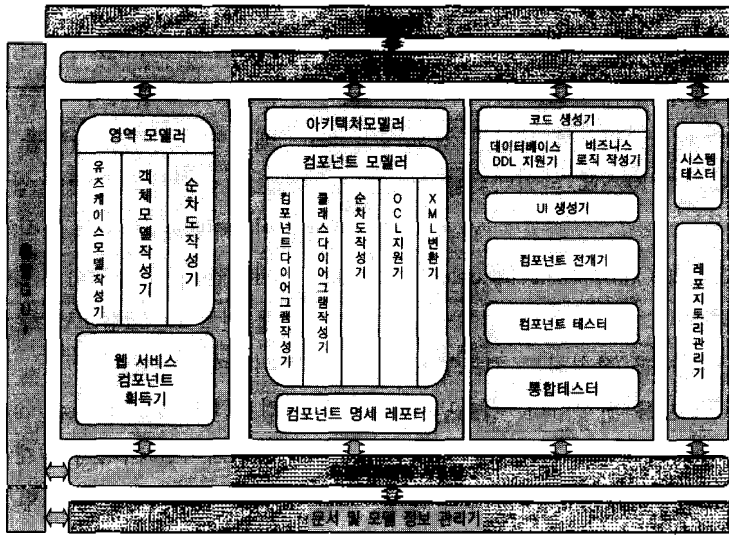 영역 모델러
유즈케이스모델작성기
객체모델작성기
순차도작성기
웹 서비스
컴포넌트
획득기
아키텍처모델러
컴포넌트 모델러
컴포넌트다이어그램작성기
클래스다이어그램작성기
순차도작성기
OCL지원기
XML변환기
컴포넌트 명세 레포터
코드 생성기
데이터베이스
DDL 지원기
비즈니스
로직 작성기
UI 생성기
컴포넌트 전개기
컴포넌트 테스터
통합테스터
시스템
테스터
레포지토리관리기
문서 및 모델 정보 관리기